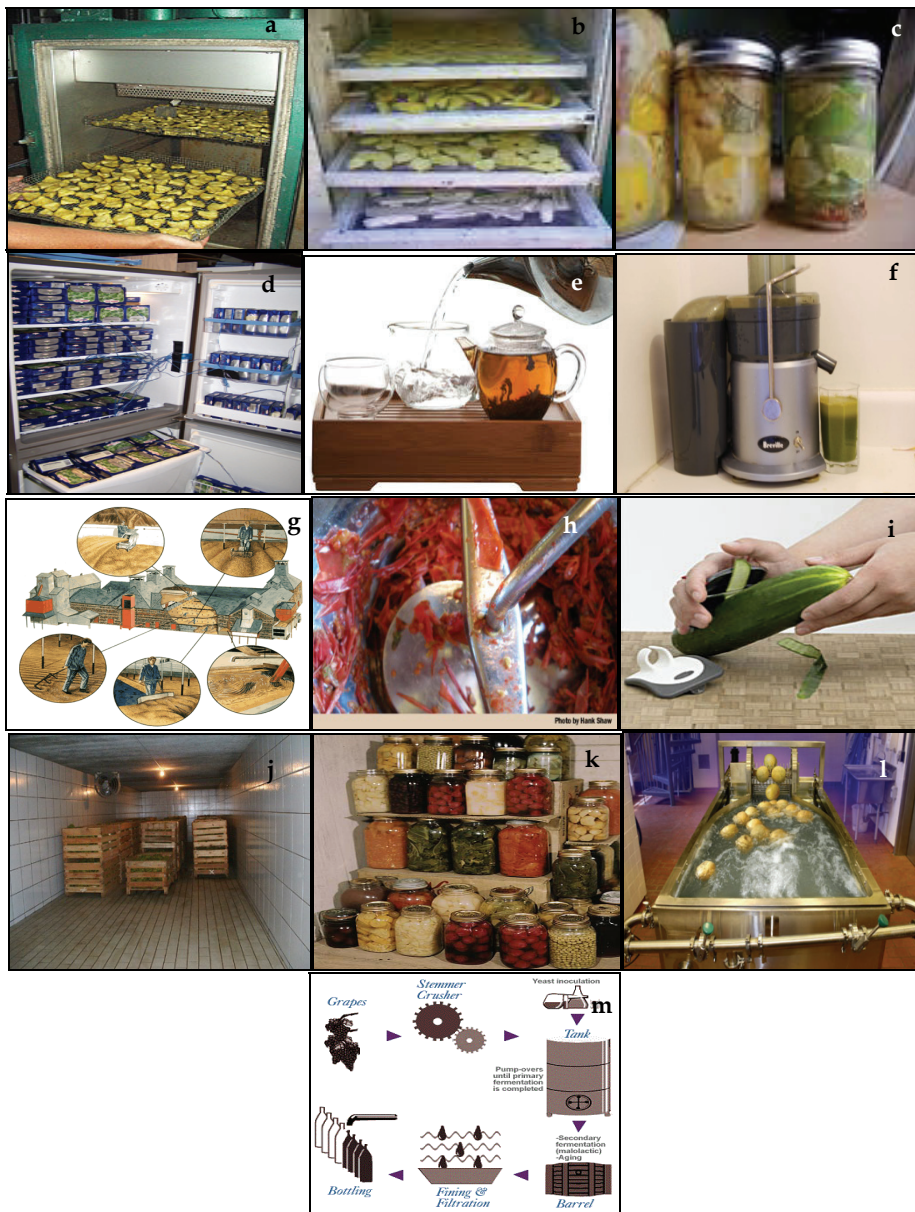 a
b
c
d
e
f
Breville
g
h
Photo by Hank Shaw
i
j
k
l
m
Grapes
Stemmer
Crusher
Yeast inoculation
Tank
Pump-overs
until primary
fermentation
is completed
-Secondary
fermentation
(malolactic)
-Aging
Barrel
Fining &
Filtration
Bottling